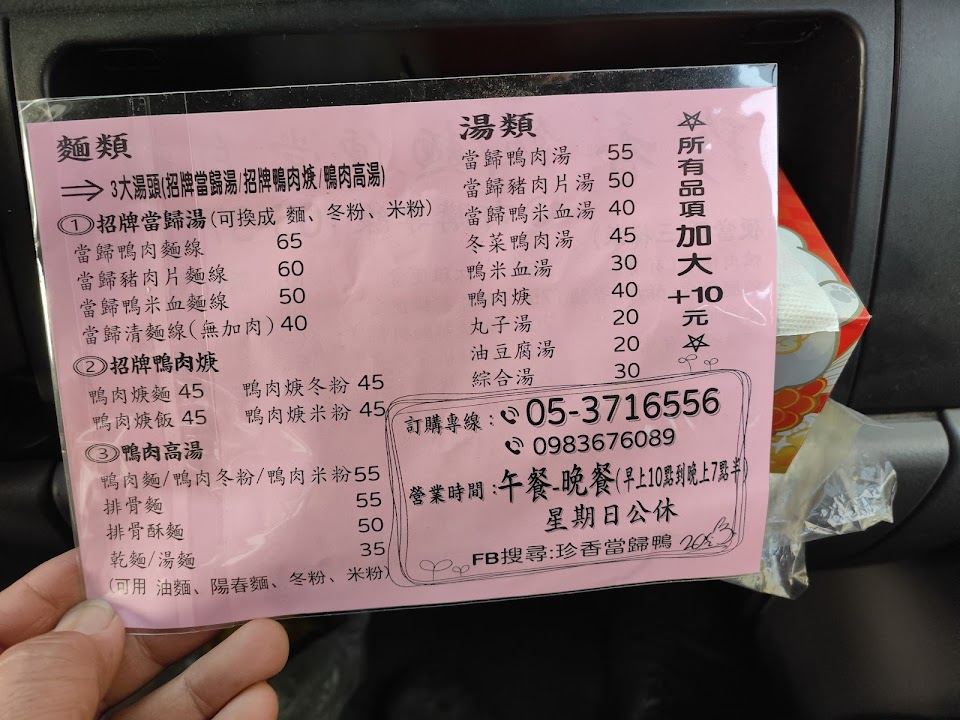 麵類
⇒ 3大湯頭(招牌當歸湯/招牌鴨肉焿/鴨肉高湯)
①招牌當歸湯(可換成 麵、冬粉、米粉)
當歸鴨肉麵線 65
當歸豬肉片麵線 60
當歸鴨米血麵線 50
當歸清麵線(無加肉) 40
②招牌鴨肉焿
鴨肉焿麵 45 鴨肉焿冬粉 45
鴨肉焿飯 45 鴨肉焿米粉 45
③鴨肉高湯
鴨肉麵/鴨肉冬粉/鴨肉米粉 55
排骨麵 55
排骨酥麵 50
乾麵/湯麵 35
(可用 油麵、陽春麵、冬粉、米粉)
湯類
當歸鴨肉湯 55
當歸豬肉片湯 50
當歸鴨米血湯 40
冬菜鴨肉湯 45
鴨米血湯 30
鴨肉焿 40
丸子湯 20
油豆腐湯 20
綜合湯 30
所有品項加大+10元
訂購專線：05-3716556
0983676089
營業時間：午餐-晚餐(早上10點到晚上7點半)
星期日公休
FB搜尋:珍香當歸鴨